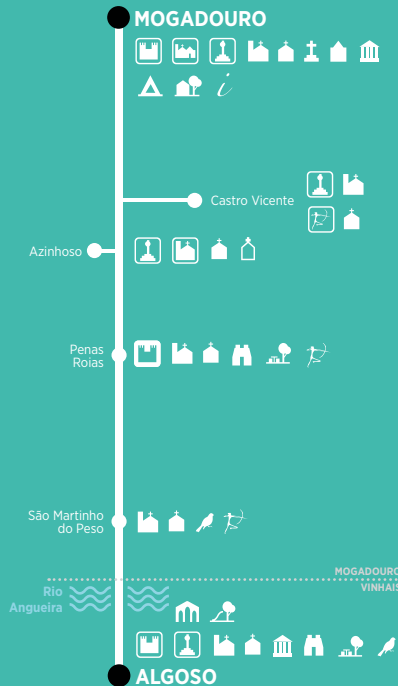 MOGADOURO
i
Castro Vicente
Azinhoso
Penas
Roias
São Martinho
do Peso
MOGADOURO
VINHAIS
Rio
Angueira
ALGOSO